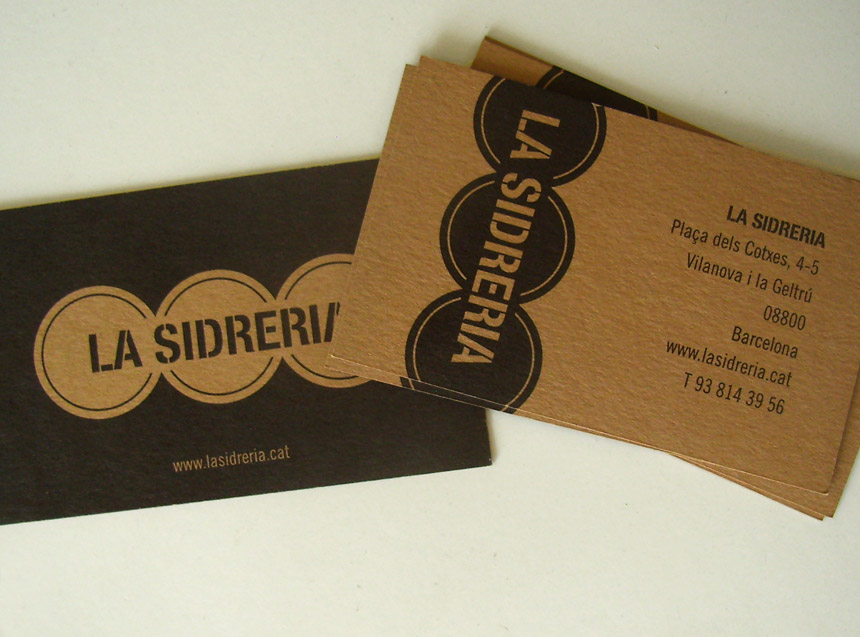 LA SIDRERIA
www.lasidreria.cat
LA SIDRERIA
LA SIDRERIA
Plaça dels Cotxes, 4-5
Vilanova i la Geltrú
08800
Barcelona
www.lasidreria.cat
T 93 814 39 56